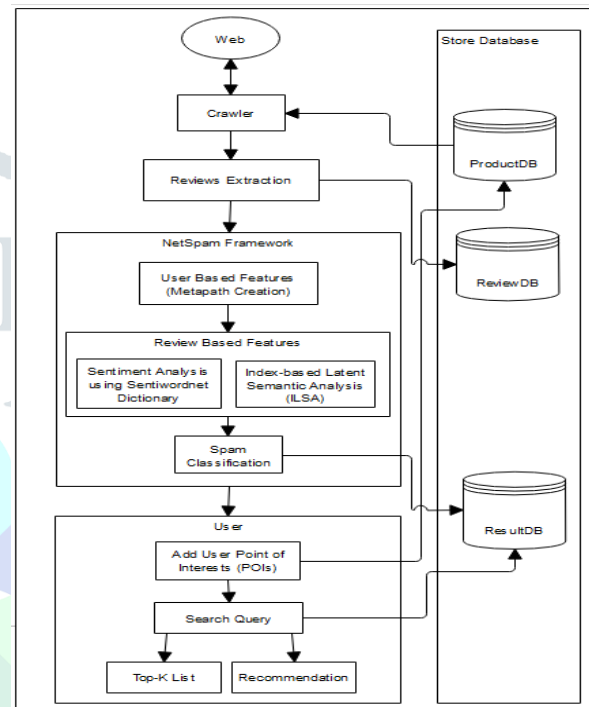 Web
Store Database
Crawler
ProductDB
Reviews Extraction
NetSpam Framework
User Based Features
(Metapath Creation)
ReviewDB
Review Based Features
Sentiment Analysis
using Sentiwordnet
Dictionary
Index-based Latent
Semantic Analysis
(ILSA)
Spam
Classification
ResultDB
User
Add User Point of
Interests (POIs)
Search Query
Top-K List
Recommendation